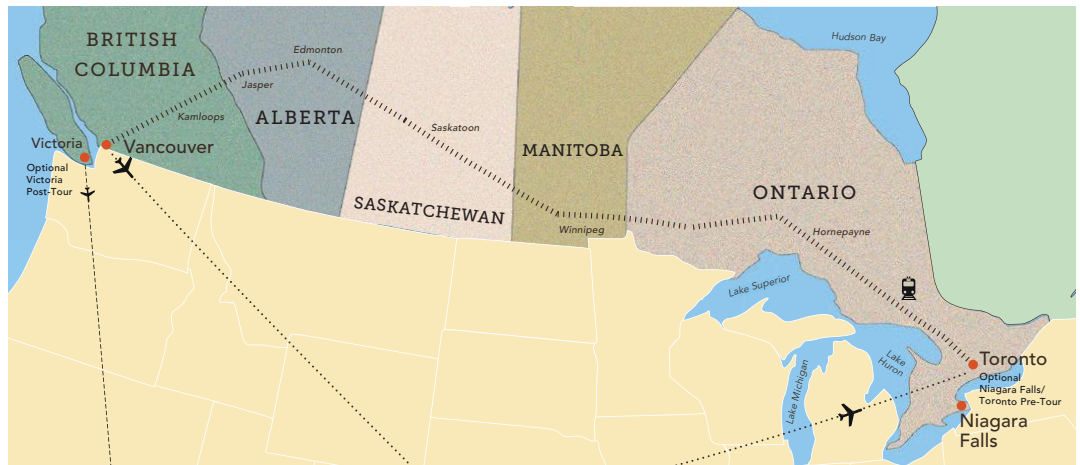 BRITISH
COLUMBIA
Hudson Bay
Edmonton
Jasper
Kamloops
ALBERTA
Saskatoon
Victoria
Vancouver
MANITOBA
Optional
Victoria
Post-Tour
ONTARIO
SASKATCHEWAN
Winnipeg
Hornepayne
Lake Superior
Lake
Huron
Lake Michigan
Toronto
Optional
Niagara Falls/
Toronto Pre-Tour
Niagara
Falls